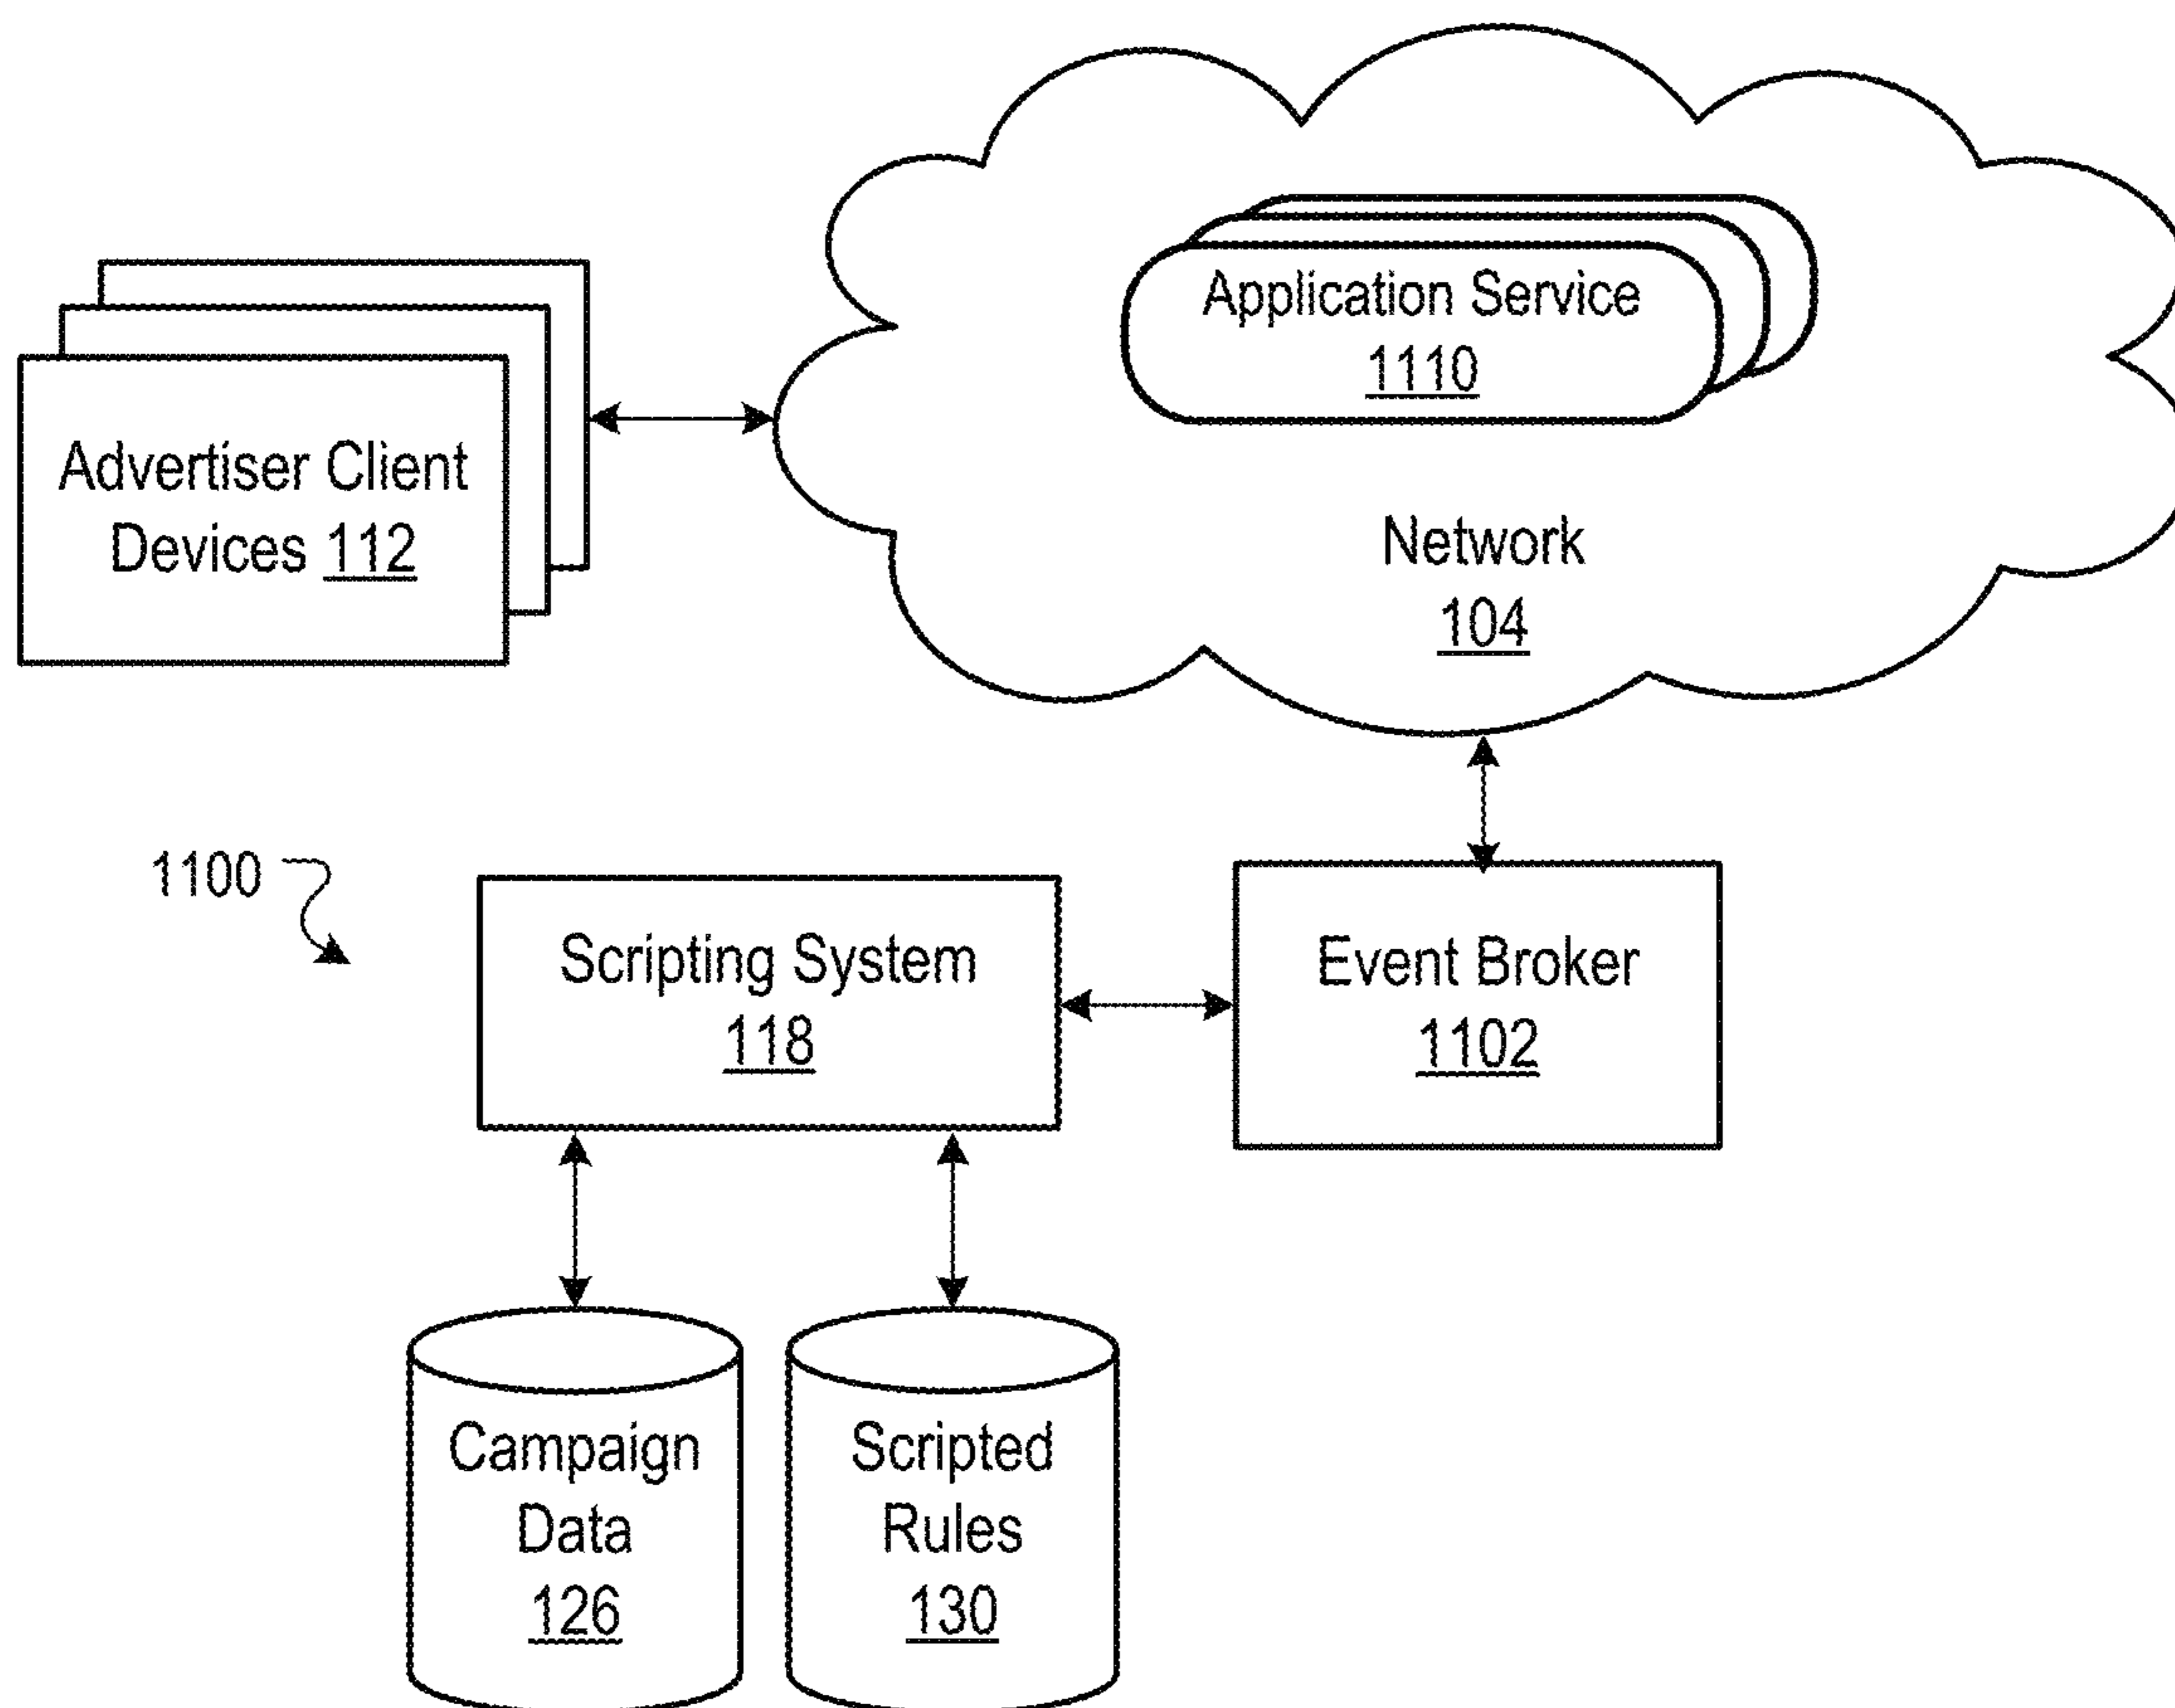 Application Service
1110
Advertiser Client
Devices 112
Network
104
1100
Scripting System
118
Event Broker
1102
Campaign
Data
126
Scripted
Rules
130